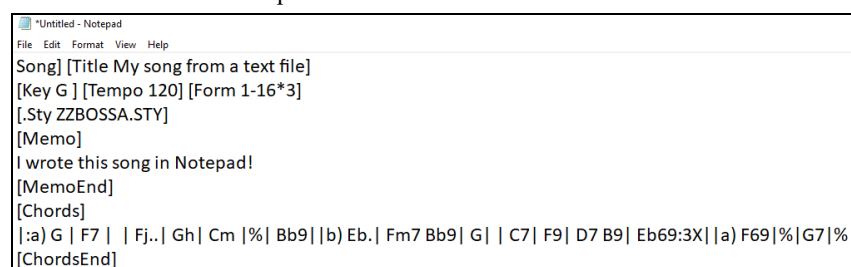 *Untitled - Notepad
File Edit Format View Help
Song] [Title My song from a text file]
[Key G ] [Tempo 120] [Form 1-16*3]
[.Sty ZZBOSSA.STY]
[Memo]
I wrote this song in Notepad!
[MemoEnd]
[Chords]
|:a) G | F7 | | Fj..| Gh| Cm |%| Bb9||b) Eb.| Fm7 Bb9| G| | C7| F9| D7 B9| Eb69:3X||a) F69|%|G7|%
[ChordsEnd]